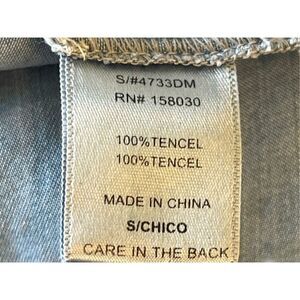 S/#4733DM
RN# 158030
100%TENCEL
100%TENCEL
MADE IN CHINA
S/CHICO
CARE IN THE BACK